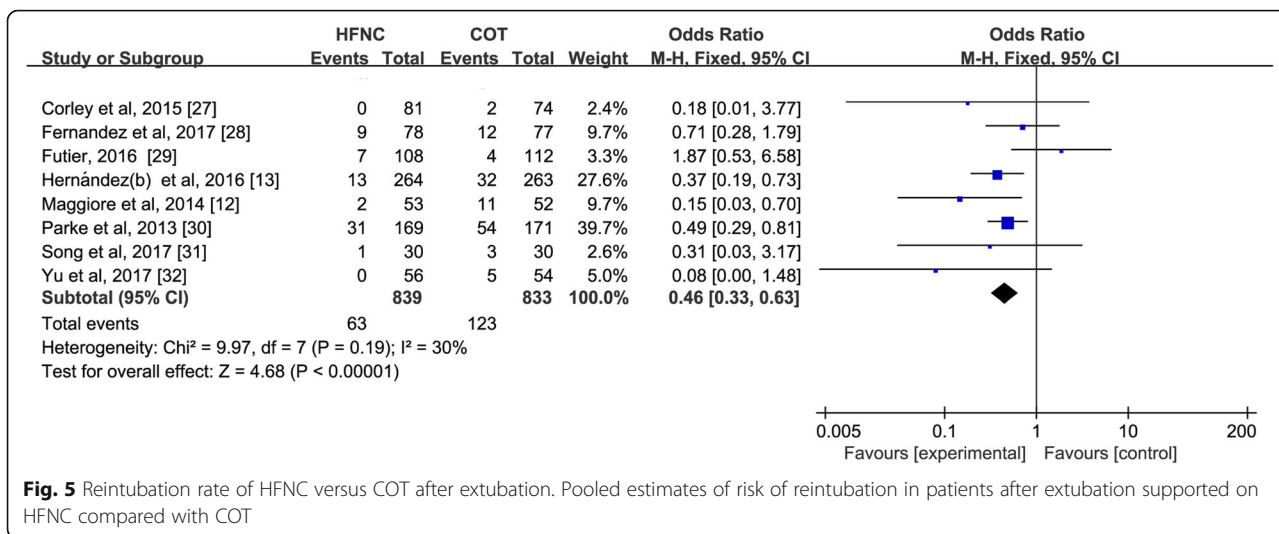 HFNC COT Odds Ratio Odds Ratio
Study or Subgroup Events Total Events Total Weight M-H, Fixed, 95% CI M-H, Fixed, 95% CI
Corley et al, 2015 [27] 0 81 2 74 2.4% 0.18 [0.01, 3.77]
Fernandez et al, 2017 [28] 9 78 12 77 9.7% 0.71 [0.28, 1.79]
Futier, 2016 [29] 7 108 4 112 3.3% 1.87 [0.53, 6.58]
Hernández(b) et al, 2016 [13] 13 264 32 263 27.6% 0.37 [0.19, 0.73]
Maggiore et al, 2014 [12] 2 53 11 52 9.7% 0.15 [0.03, 0.70]
Parke et al, 2013 [30] 31 169 54 171 39.7% 0.49 [0.29, 0.81]
Song et al, 2017 [31] 1 30 3 30 2.6% 0.31 [0.03, 3.17]
Yu et al, 2017 [32] 0 56 5 54 5.0% 0.08 [0.00, 1.48]
Subtotal (95% CI) 839 833 100.0% 0.46 [0.33, 0.63]
Total events 63 123
Heterogeneity: Chi² = 9.97, df = 7 (P = 0.19); I² = 30%
Test for overall effect: Z = 4.68 (P < 0.00001)
0.005 0.1 1 10 200
Favours [experimental] Favours [control]
Fig. 5 Reintubation rate of HFNC versus COT after extubation. Pooled estimates of risk of reintubation in patients after extubation supported on
HFNC compared with COT